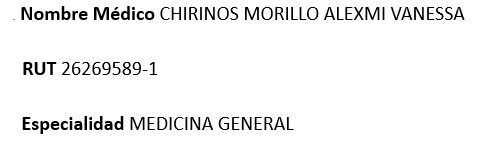 . Nombre Médico CHIRINOS MORILLO ALEXMI VANESSA
RUT 26269589-1
Especialidad MEDICINA GENERAL